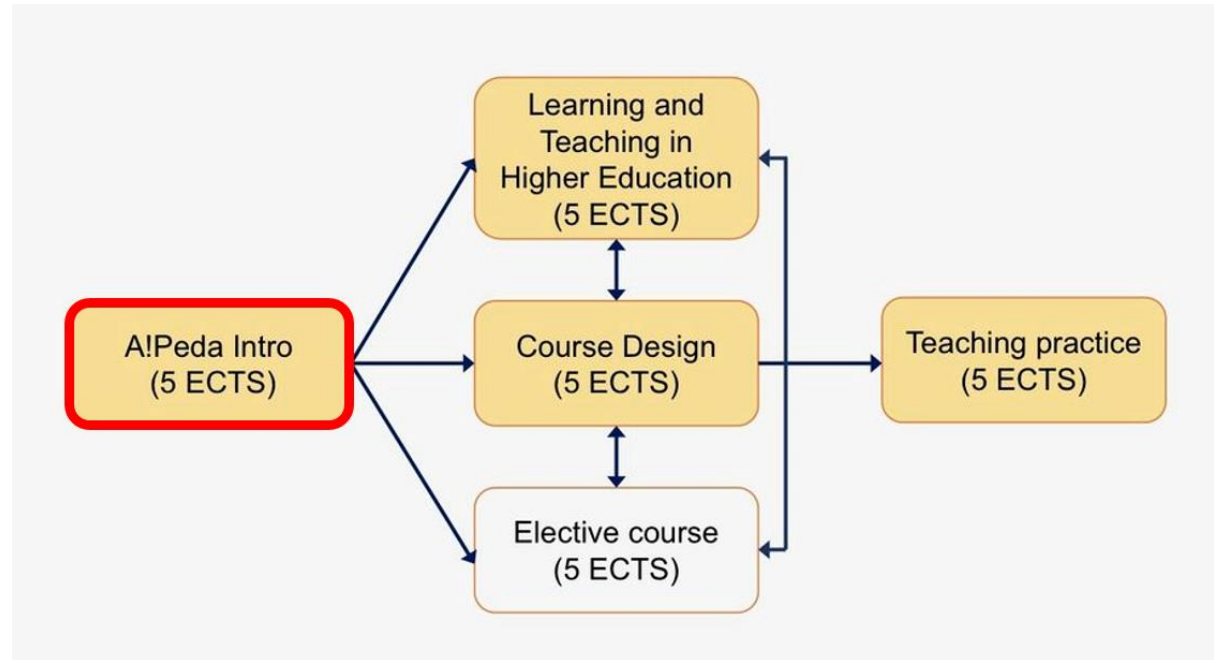 Learning and
Teaching in
Higher Education
(5 ECTS)
A!Peda Intro
(5 ECTS)
Course Design
(5 ECTS)
Teaching practice
(5 ECTS)
Elective course
(5 ECTS)